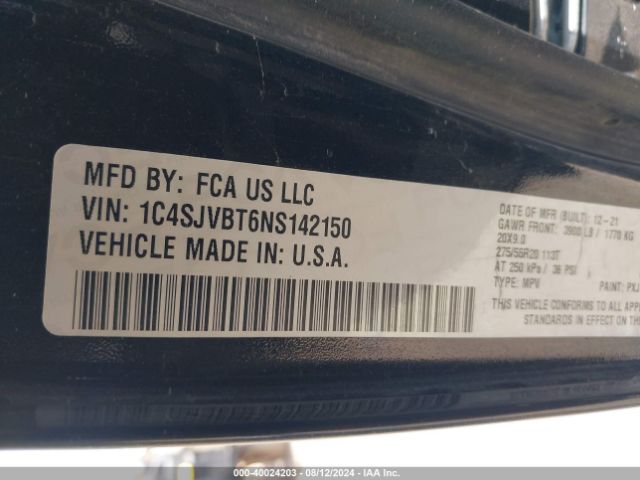 MFD BY: FCA US LLC
VIN: 1C4SJVBT6NS142150
VEHICLE MADE IN: U.S.A.
DATE OF MFR (BUILT): 12-21
GAWR FRONT: 3900 LB / 1770 KG
20X9.0
275/55R20 113T
AT 250 kPa / 36 PSI
TYPE: MPV PAINT: PXJ
THIS VEHICLE CONFORMS TO ALL APP
STANDARDS IN EFFECT ON TH
000-40024203 - 08/12/2024 - IAA Inc.